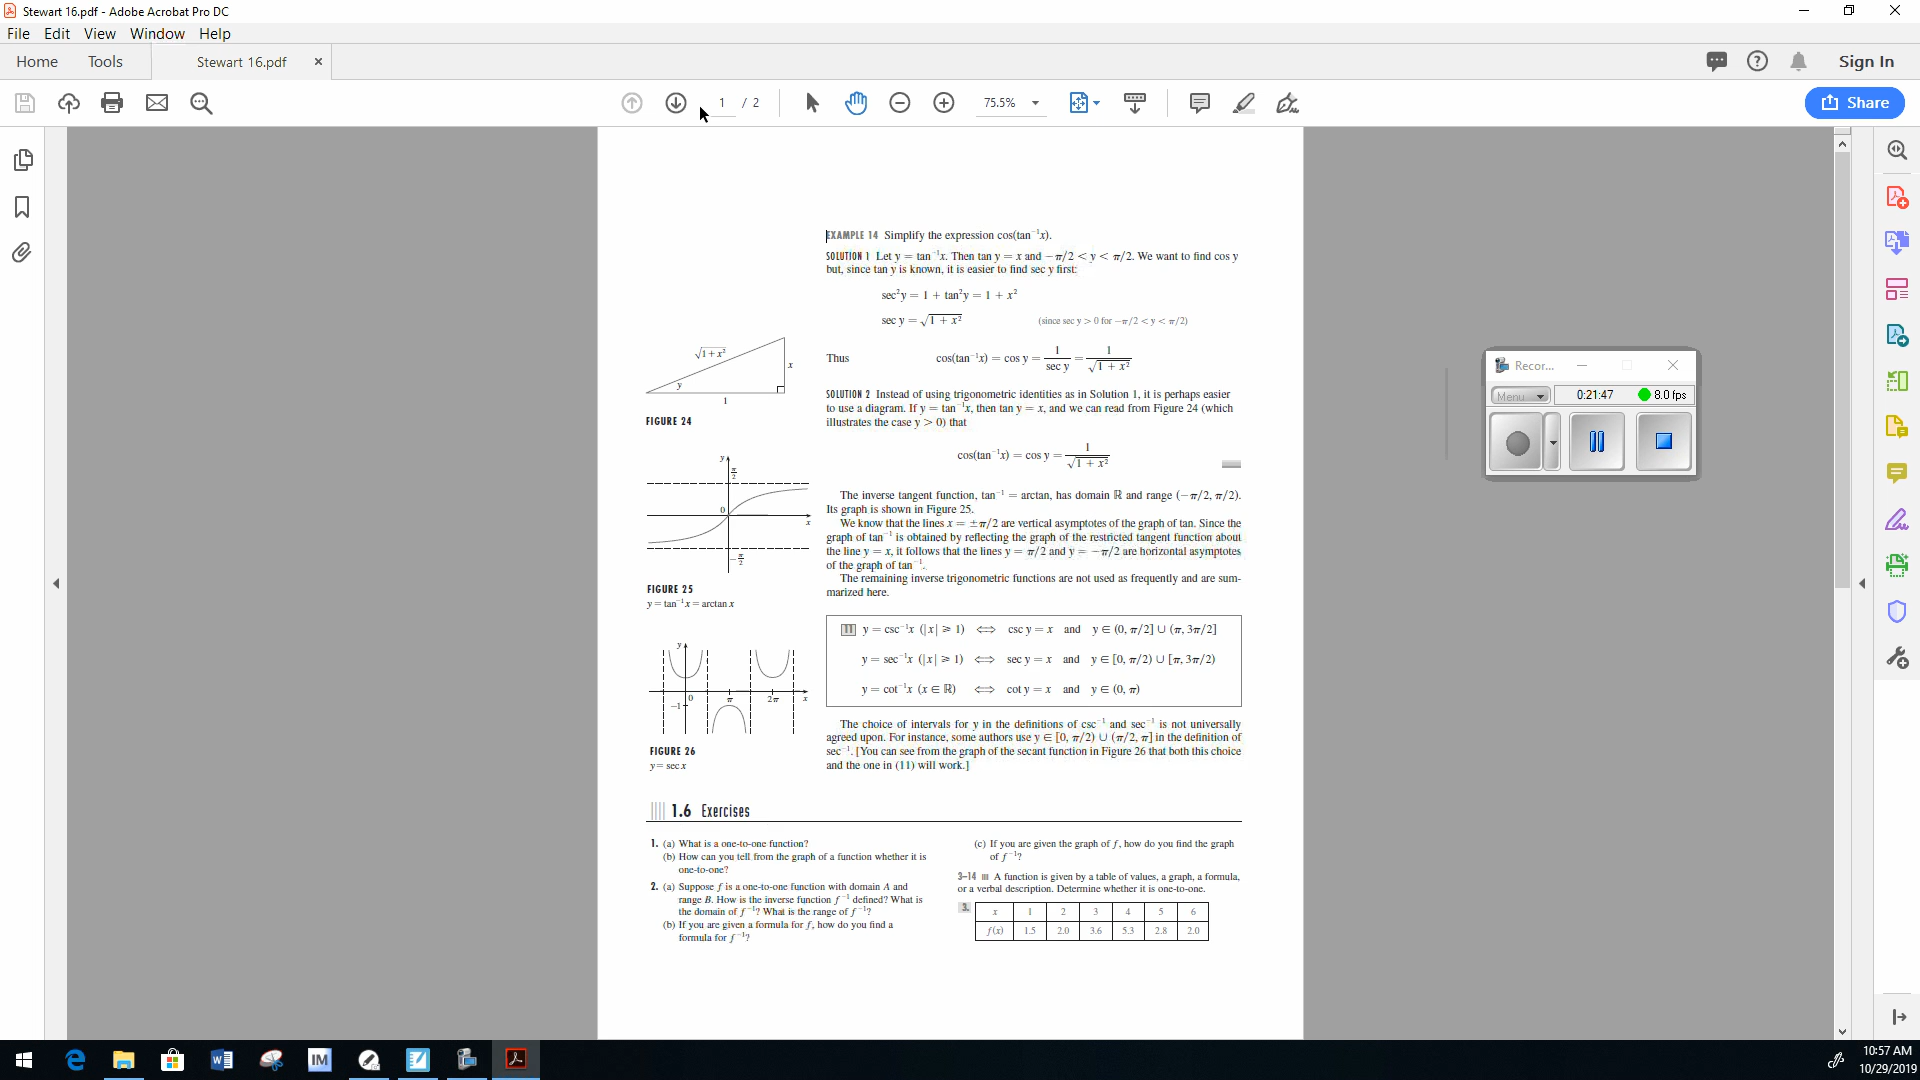 Stewart 16.pdf - Adobe Acrobat Pro DC
File Edit View Window Help
Home Tools Stewart 16.pdf × Sign In
1 / 2 75.5% Share
EXAMPLE 14 Simplify the expression cos(tan⁻¹x).
SOLUTION 1 Let y = tan⁻¹x. Then tan y = x and −π/2 < y < π/2. We want to find cos y
but, since tan y is known, it is easier to find sec y first:
sec²y = 1 + tan²y = 1 + x²
sec y = √(1 + x²) (since sec y > 0 for −π/2 < y < π/2)
Thus cos(tan⁻¹x) = cos y = 1/sec y = 1/√(1 + x²)
√(1 + x²)
x
y
1
FIGURE 24
SOLUTION 2 Instead of using trigonometric identities as in Solution 1, it is perhaps easier
to use a diagram. If y = tan⁻¹x, then tan y = x, and we can read from Figure 24 (which
illustrates the case y > 0) that
cos(tan⁻¹x) = cos y = 1/√(1 + x²)
y
π/2
0
x
−π/2
FIGURE 25
y = tan⁻¹x = arctan x
The inverse tangent function, tan⁻¹ = arctan, has domain ℝ and range (−π/2, π/2).
Its graph is shown in Figure 25.
We know that the lines x = ±π/2 are vertical asymptotes of the graph of tan. Since the
graph of tan⁻¹ is obtained by reflecting the graph of the restricted tangent function about
the line y = x, it follows that the lines y = π/2 and y = −π/2 are horizontal asymptotes
of the graph of tan⁻¹.
The remaining inverse trigonometric functions are not used as frequently and are sum-
marized here.
11 y = csc⁻¹x (|x| ⩾ 1) ⟺ csc y = x and y ∈ (0, π/2] ∪ (π, 3π/2]
y = sec⁻¹x (|x| ⩾ 1) ⟺ sec y = x and y ∈ [0, π/2) ∪ [π, 3π/2)
y = cot⁻¹x (x ∈ ℝ) ⟺ cot y = x and y ∈ (0, π)
y
−1
0
π
2π
x
FIGURE 26
y = sec x
The choice of intervals for y in the definitions of csc⁻¹ and sec⁻¹ is not universally
agreed upon. For instance, some authors use y ∈ [0, π/2) ∪ (π/2, π] in the definition of
sec⁻¹. [You can see from the graph of the secant function in Figure 26 that both this choice
and the one in (11) will work.]
1.6 Exercises
1. (a) What is a one-to-one function?
(b) How can you tell from the graph of a function whether it is
one-to-one?
2. (a) Suppose f is a one-to-one function with domain A and
range B. How is the inverse function f⁻¹ defined? What is
the domain of f⁻¹? What is the range of f⁻¹?
(b) If you are given a formula for f, how do you find a
formula for f⁻¹?
(c) If you are given the graph of f, how do you find the graph
of f⁻¹?
3–14 A function is given by a table of values, a graph, a formula,
or a verbal description. Determine whether it is one-to-one.
3. x 1 2 3 4 5 6
f(x) 1.5 2.0 3.6 5.3 2.8 2.0
Recor...
Menu 0:21:47 8.0 fps
IM
10:57 AM
10/29/2019